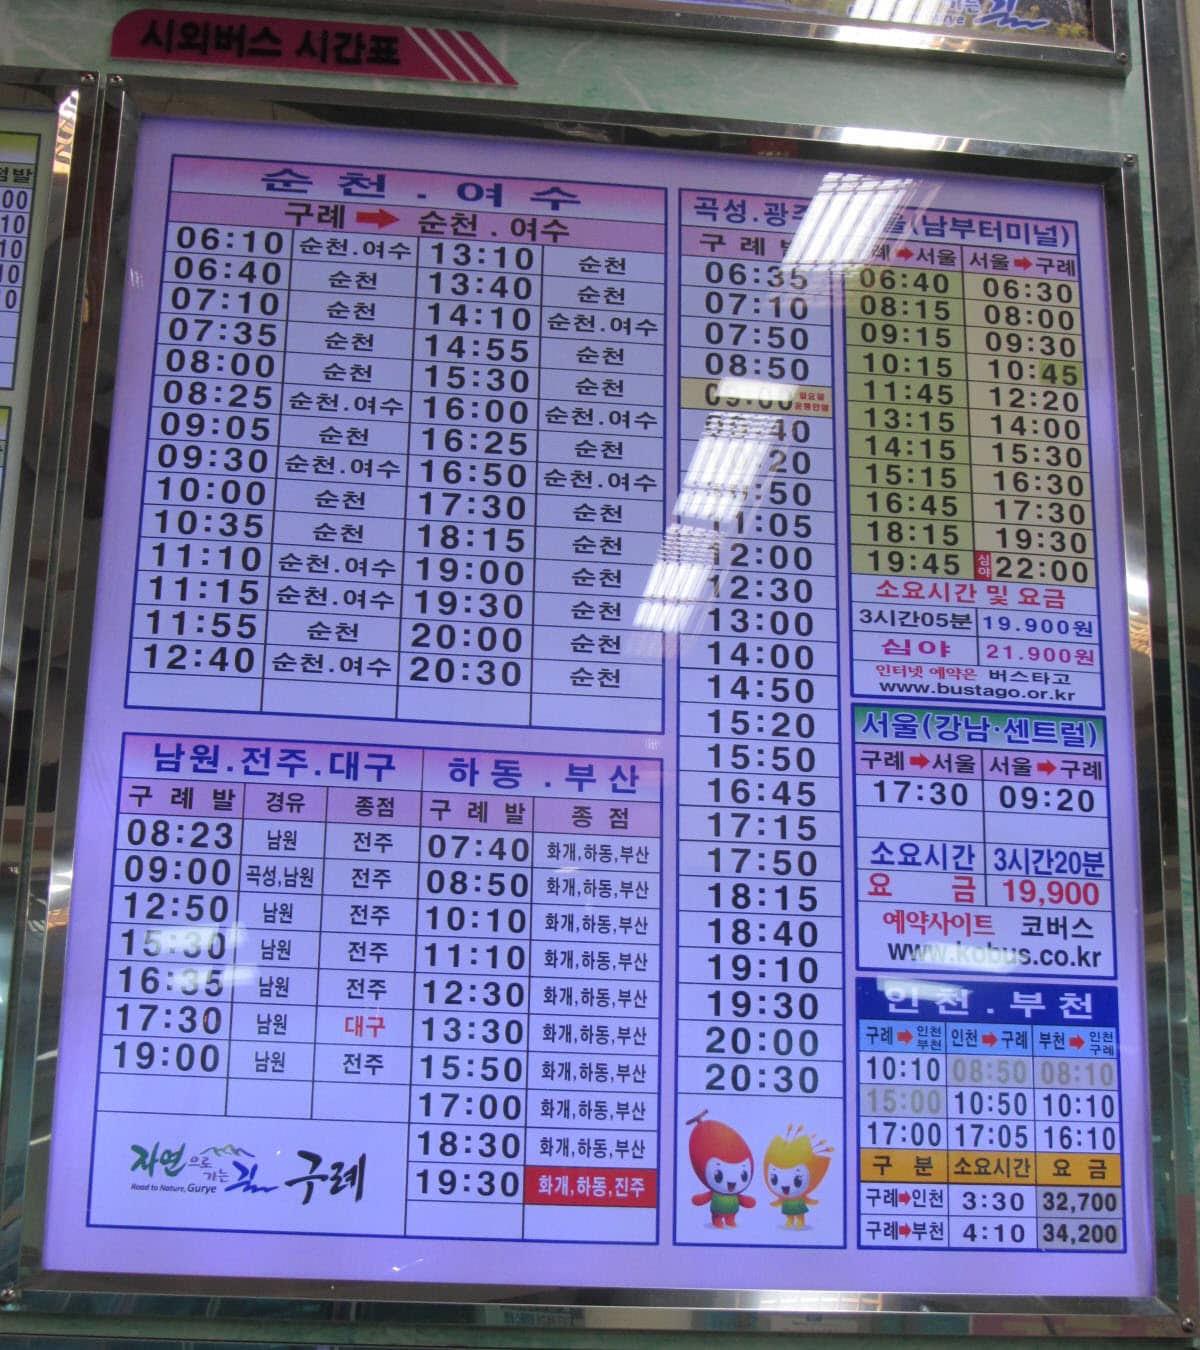 시외버스 시간표
순천.여수
구례 → 순천.여수
06:10 순천.여수 13:10 순천
06:40 순천 13:40 순천
07:10 순천 14:10 순천.여수
07:35 순천 14:55 순천
08:00 순천 15:30 순천
08:25 순천.여수 16:00 순천.여수
09:05 순천 16:25 순천
09:30 순천.여수 16:50 순천.여수
10:00 순천 17:30 순천
10:35 순천 18:15 순천
11:10 순천.여수 19:00 순천
11:15 순천.여수 19:30 순천
11:55 순천 20:00 순천
12:40 순천.여수 20:30 순천
남원.전주.대구
구례발 경유 종점
08:23 남원 전주
09:00 곡성,남원 전주
12:50 남원 전주
15:30 남원 전주
16:35 남원 전주
17:30 남원 대구
19:00 남원 전주
자연으로 가는 길 구례
Road to Nature, Gurye
하동.부산
구례발 종점
07:40 화개,하동,부산
08:50 화개,하동,부산
10:10 화개,하동,부산
11:10 화개,하동,부산
12:30 화개,하동,부산
13:30 화개,하동,부산
15:50 화개,하동,부산
17:00 화개,하동,부산
18:30 화개,하동,부산
19:30 화개,하동,진주
곡성.광주
구례발
06:35
07:10
07:50
08:50
09:00
11:05
12:00
12:30
13:00
14:00
14:50
15:20
15:50
16:45
17:15
17:50
18:15
18:40
19:10
19:30
20:00
20:30
(남부터미널)
→서울 서울→구례
06:40 06:30
08:15 08:00
09:15 09:30
10:15 10:45
11:45 12:20
13:15 14:00
14:15 15:30
15:15 16:30
16:45 17:30
18:15 19:30
19:45 심야 22:00
소요시간 및 요금
3시간05분 19.900원
심야 21.900원
인터넷 예약은 버스타고
www.bustago.or.kr
서울(강남·센트럴)
구례→서울 서울→구례
17:30 09:20
소요시간 3시간20분
요금 19,900
예약사이트 코버스
www.kobus.co.kr
인천.부천
구례→인천 부천 인천→구례 부천→인천 구례
10:10 08:50 08:10
15:00 10:50 10:10
17:00 17:05 16:10
구분 소요시간 요금
구례→인천 3:30 32,700
구례→부천 4:10 34,200